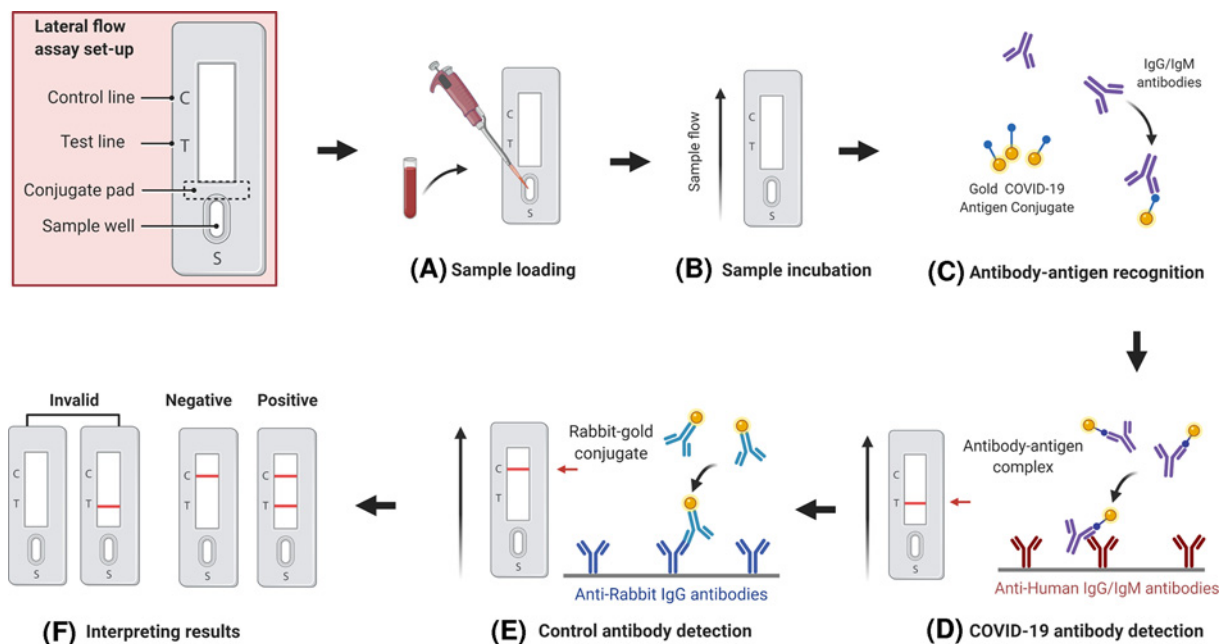 Lateral flow
assay set-up
Control line
C
Test line
T
Conjugate pad
Sample well
S
C
T
S
(A) Sample loading
Sample flow
C
T
S
(B) Sample incubation
IgG/IgM
antibodies
Gold COVID-19
Antigen Conjugate
(C) Antibody-antigen recognition
Invalid
Negative
Positive
C
T
S
C
T
S
C
T
S
C
T
S
(F) Interpreting results
C
T
S
Rabbit-gold
conjugate
Anti-Rabbit IgG antibodies
(E) Control antibody detection
C
T
S
Antibody-antigen
complex
Anti-Human IgG/IgM antibodies
(D) COVID-19 antibody detection